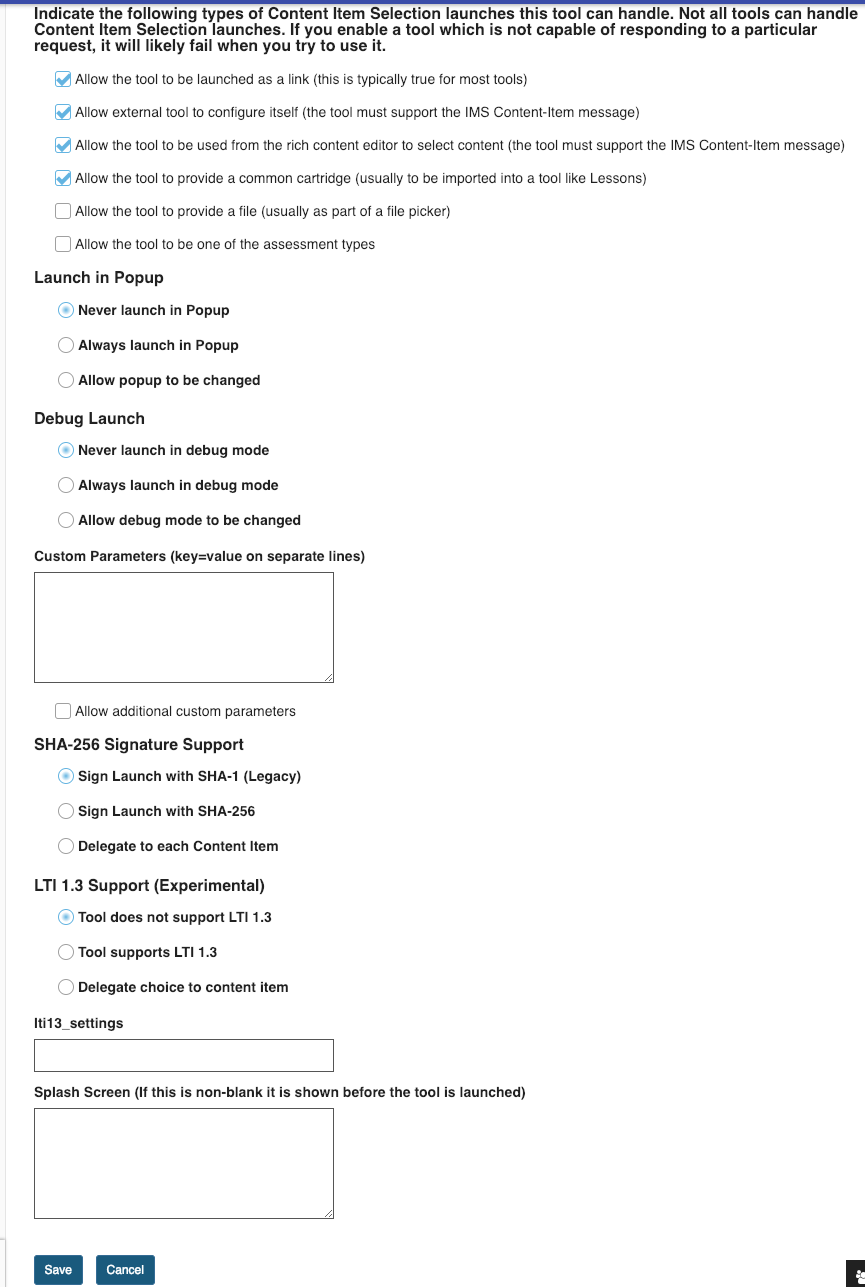 Indicate the following types of Content Item Selection launches this tool can handle. Not all tools can handle
Content Item Selection launches. If you enable a tool which is not capable of responding to a particular
request, it will likely fail when you try to use it.
Allow the tool to be launched as a link (this is typically true for most tools)
Allow external tool to configure itself (the tool must support the IMS Content-Item message)
Allow the tool to be used from the rich content editor to select content (the tool must support the IMS Content-Item message)
Allow the tool to provide a common cartridge (usually to be imported into a tool like Lessons)
Allow the tool to provide a file (usually as part of a file picker)
Allow the tool to be one of the assessment types
Launch in Popup
Never launch in Popup
Always launch in Popup
Allow popup to be changed
Debug Launch
Never launch in debug mode
Always launch in debug mode
Allow debug mode to be changed
Custom Parameters (key=value on separate lines)
Allow additional custom parameters
SHA-256 Signature Support
Sign Launch with SHA-1 (Legacy)
Sign Launch with SHA-256
Delegate to each Content Item
LTI 1.3 Support (Experimental)
Tool does not support LTI 1.3
Tool supports LTI 1.3
Delegate choice to content item
lti13_settings
Splash Screen (If this is non-blank it is shown before the tool is launched)
Save Cancel